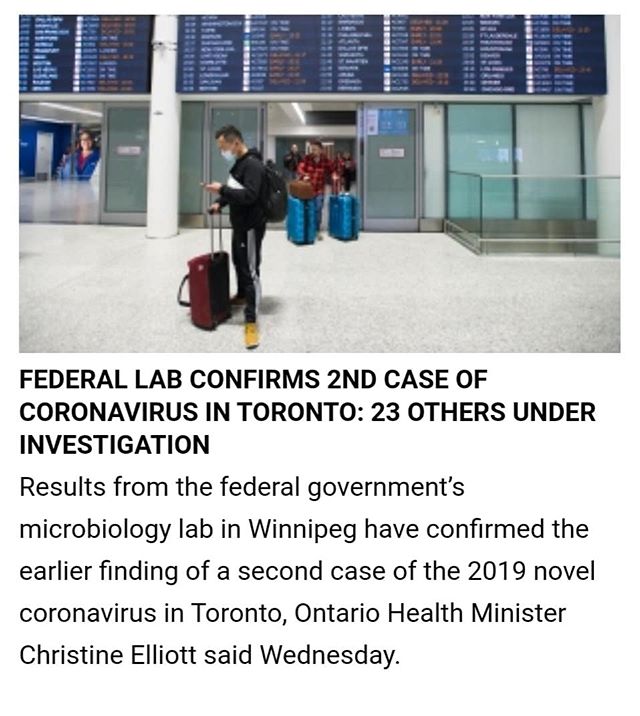 FEDERAL LAB CONFIRMS 2ND CASE OF
CORONAVIRUS IN TORONTO: 23 OTHERS UNDER
INVESTIGATION
Results from the federal government’s
microbiology lab in Winnipeg have confirmed the
earlier finding of a second case of the 2019 novel
coronavirus in Toronto, Ontario Health Minister
Christine Elliott said Wednesday.